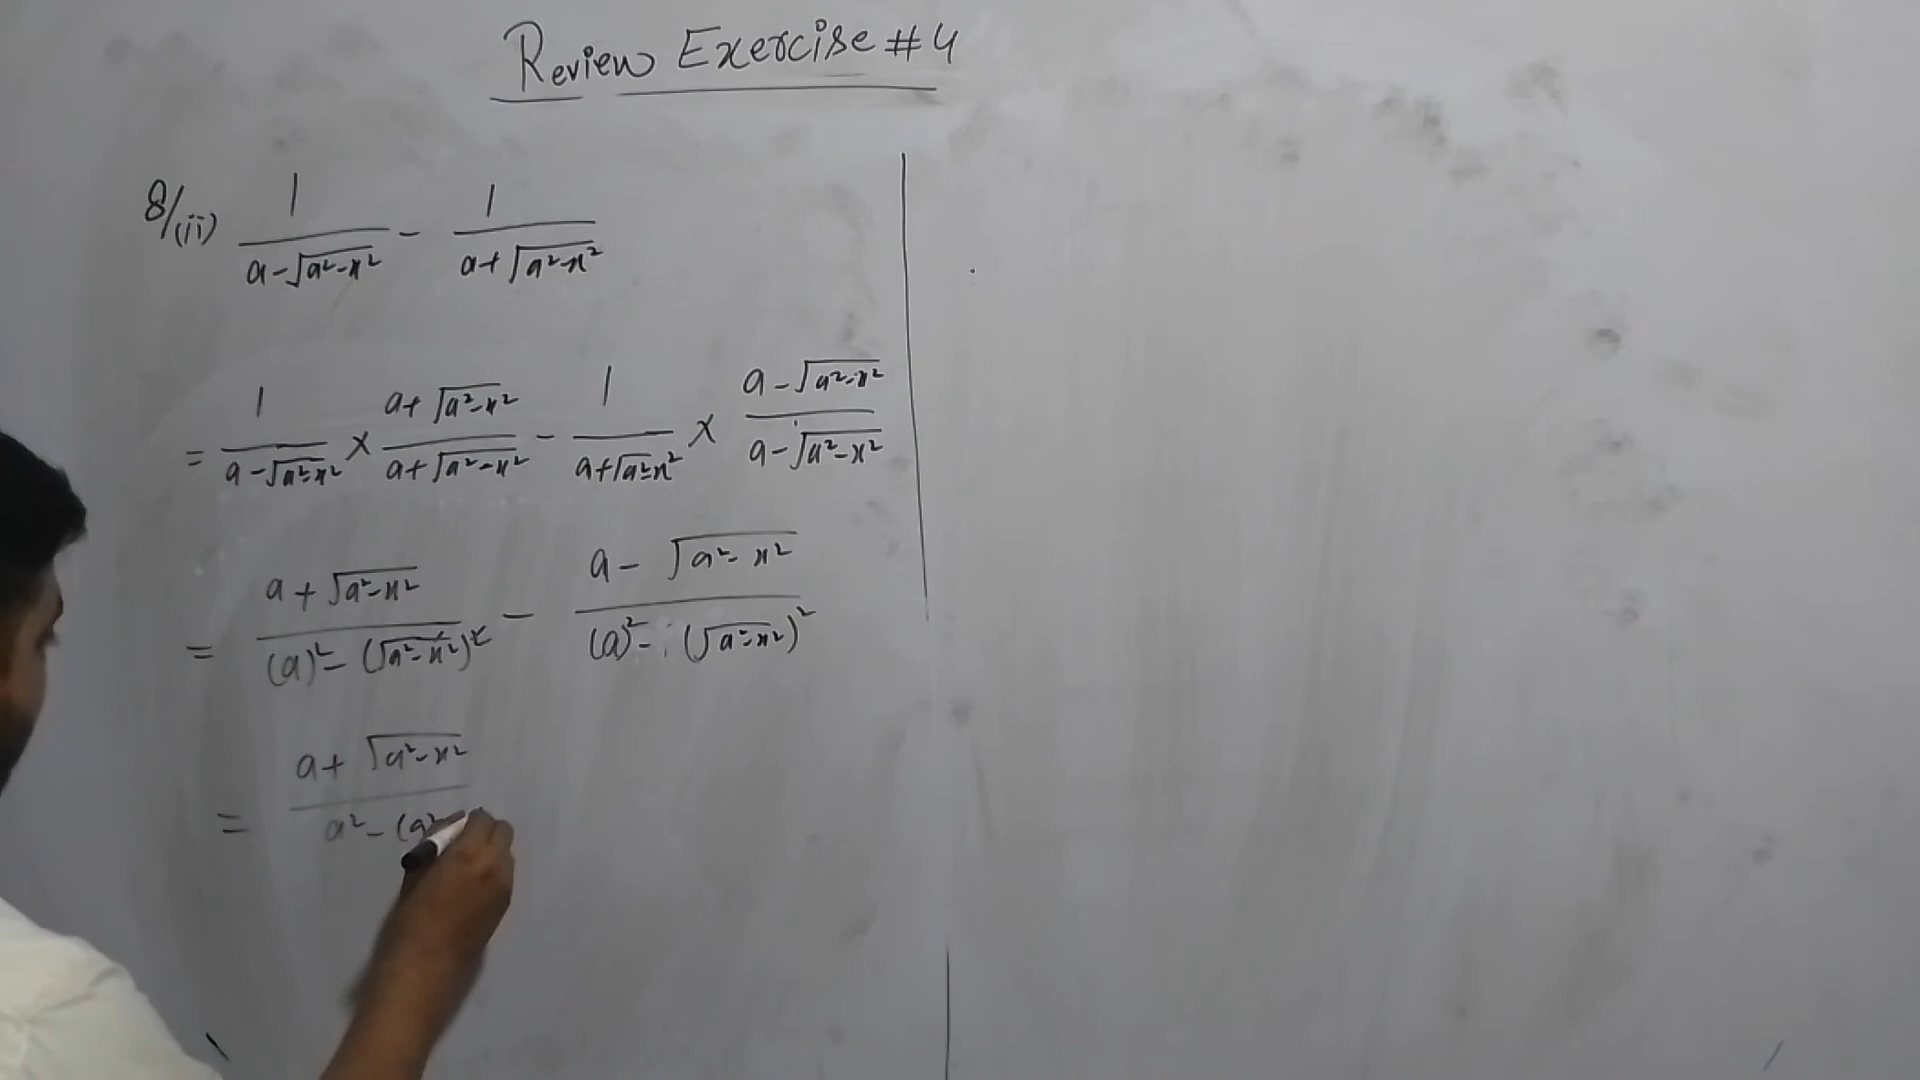 Review Exercise #4
8/(ii) 1/(a-√(a²-x²)) - 1/(a+√(a²-x²))
= 1/(a-√(a²-x²)) × (a+√(a²-x²))/(a+√(a²-x²)) - 1/(a+√(a²-x²)) × (a-√(a²-x²))/(a-√(a²-x²))
= (a+√(a²-x²))/((a)²-(√(a²-x²))²) - (a-√(a²-x²))/((a)²-(√(a²-x²))²)
= (a+√(a²-x²))/(a²-(a²